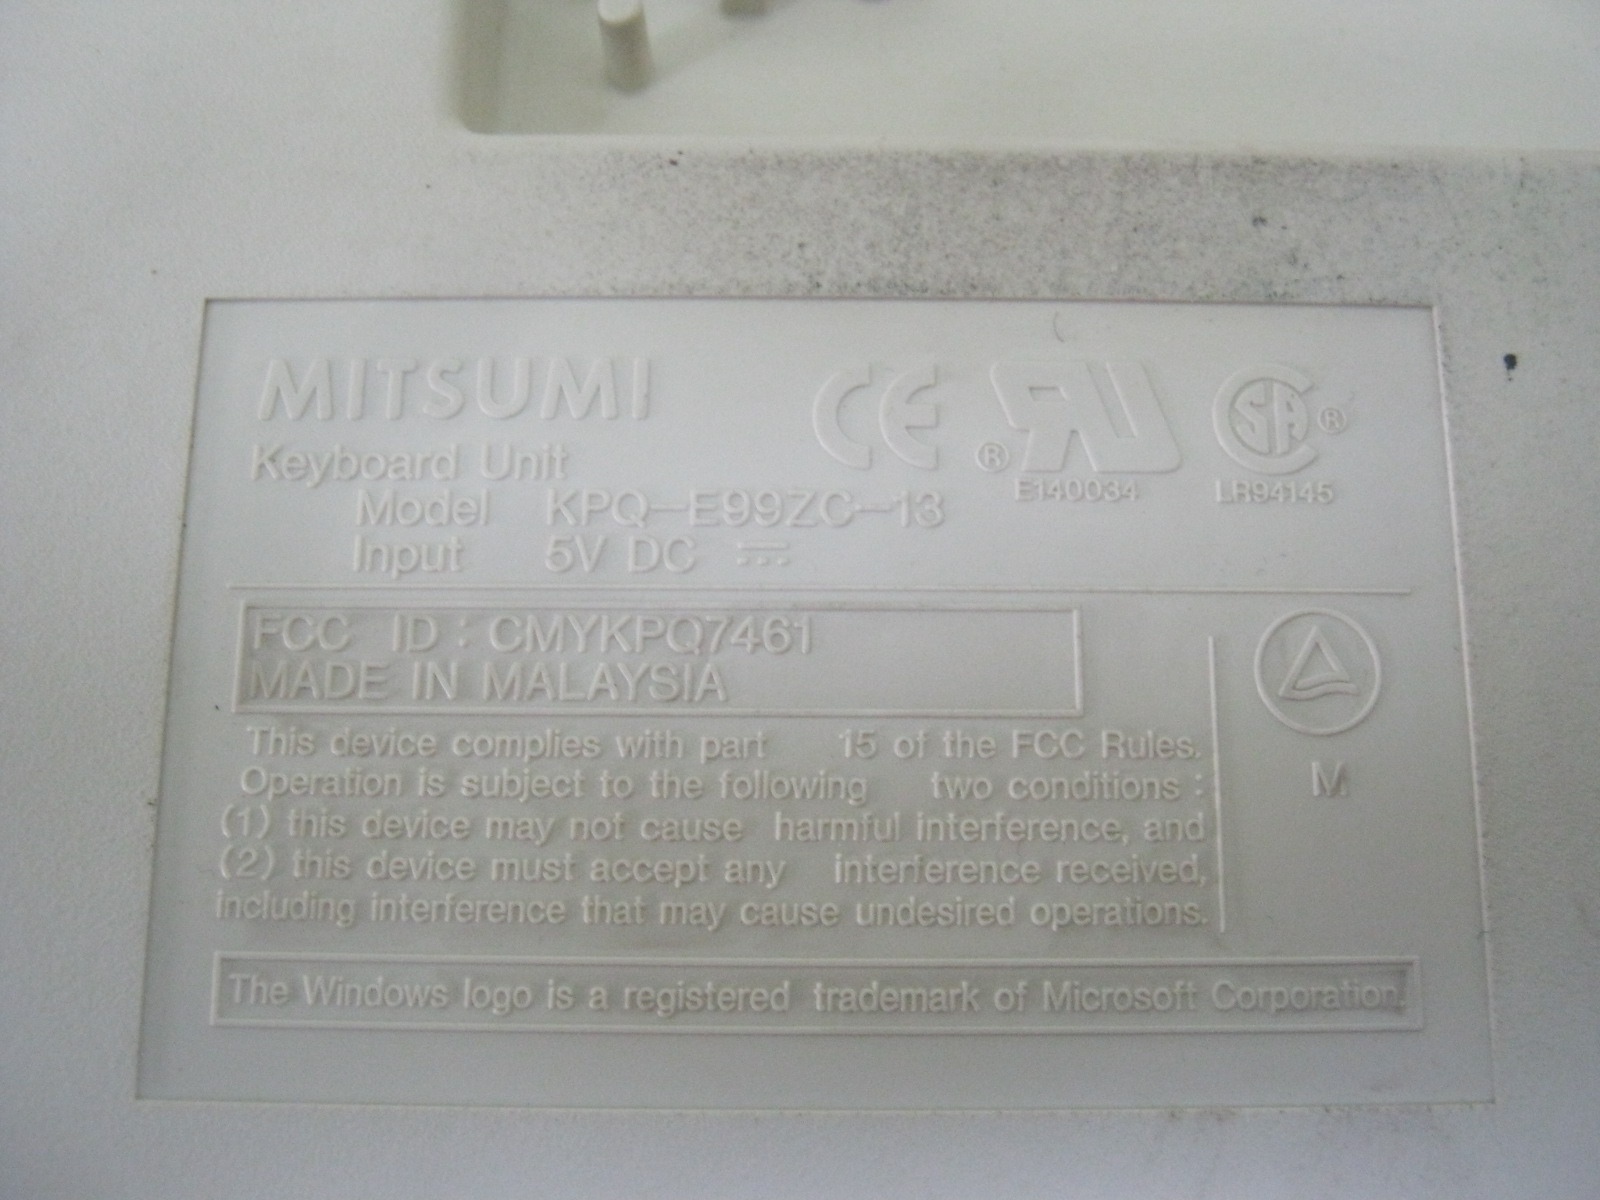 MITSUMI
Keyboard Unit
Model KPQ-E99ZC-13
Input 5V DC
CE
® RU
E140034
SA ®
LR94145
FCC ID : CMYKPQ7461
MADE IN MALAYSIA
This device complies with part 15 of the FCC Rules.
Operation is subject to the following two conditions :
(1) this device may not cause harmful interference, and
(2) this device must accept any interference received,
including interference that may cause undesired operations.
M
The Windows logo is a registered trademark of Microsoft Corporation.